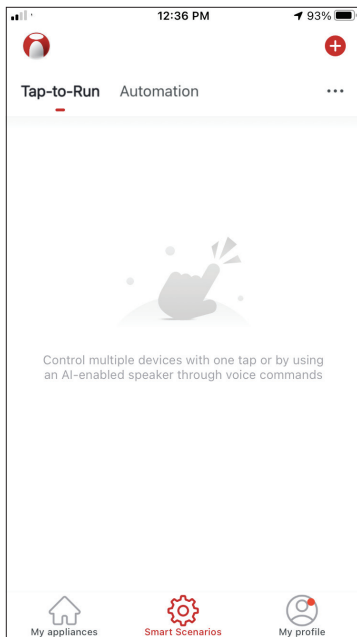 12:36 PM
93%
Tap-to-Run
Automation
Control multiple devices with one tap or by using
an AI-enabled speaker through voice commands
My appliances
Smart Scenarios
My profile